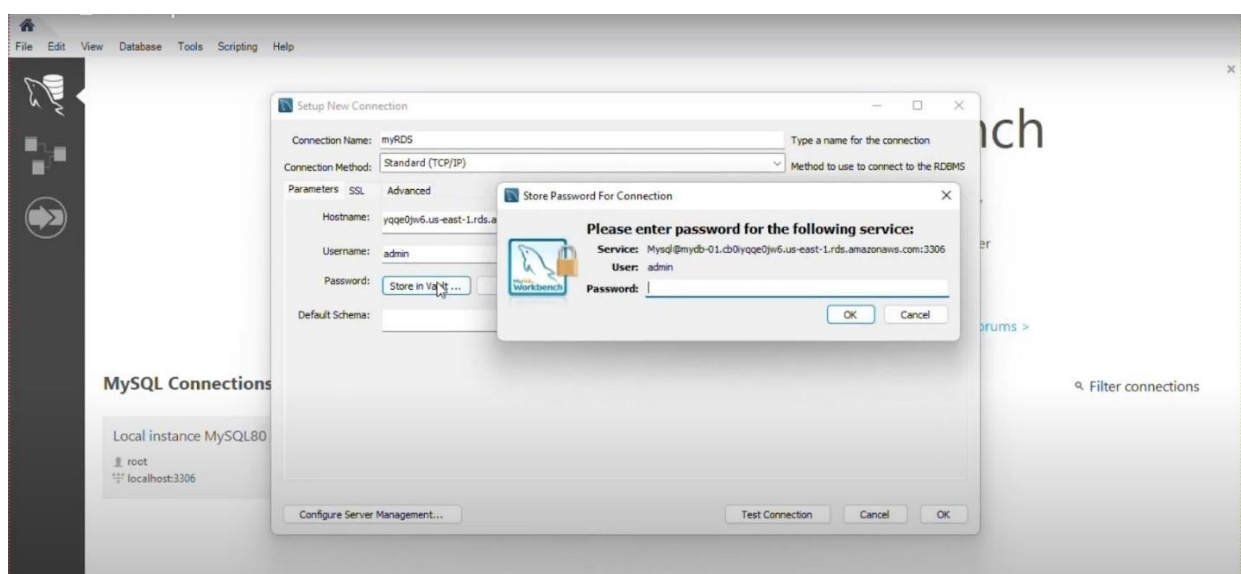 File Edit View Database Tools Scripting Help
Setup New Connection
nch
Connection Name: myRDS Type a name for the connection
Connection Method: Standard (TCP/IP) Method to use to connect to the RDBMS
Parameters SSL Advanced
Store Password For Connection
Hostname: yqqe0jw6.us-east-1.rds.a
Please enter password for the following service:
Service: Mysql@mydb-01.cb0iyqqe0jw6.us-east-1.rds.amazonaws.com:3306
er
Username: admin
User: admin
Password: Store in Vault ...
MySQL
Workbench
Password:
OK Cancel
Default Schema:
orums >
MySQL Connections
Filter connections
Local instance MySQL80
root
localhost:3306
Configure Server Management... Test Connection Cancel OK